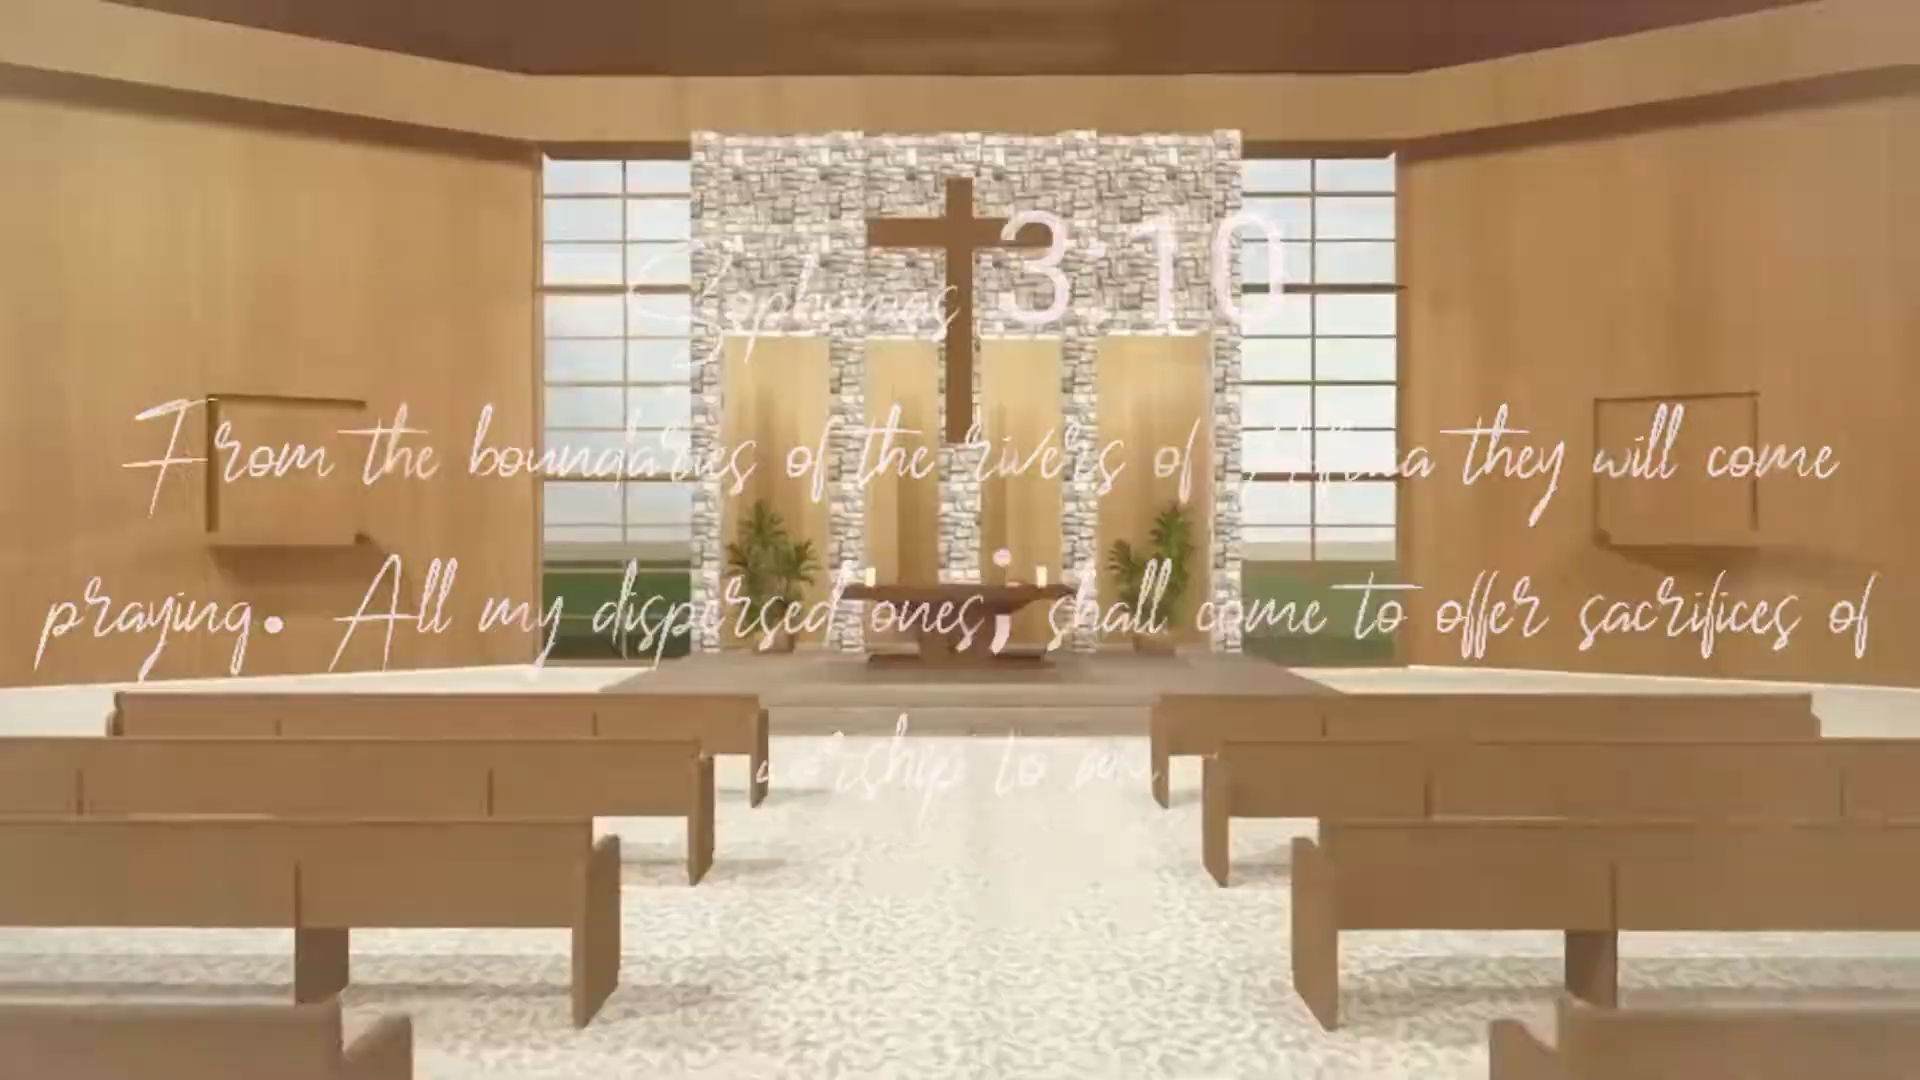 3:10
From the boundaries of the rivers of they will come
praying. All my dispersed ones; shall come to offer sacrifices of
to